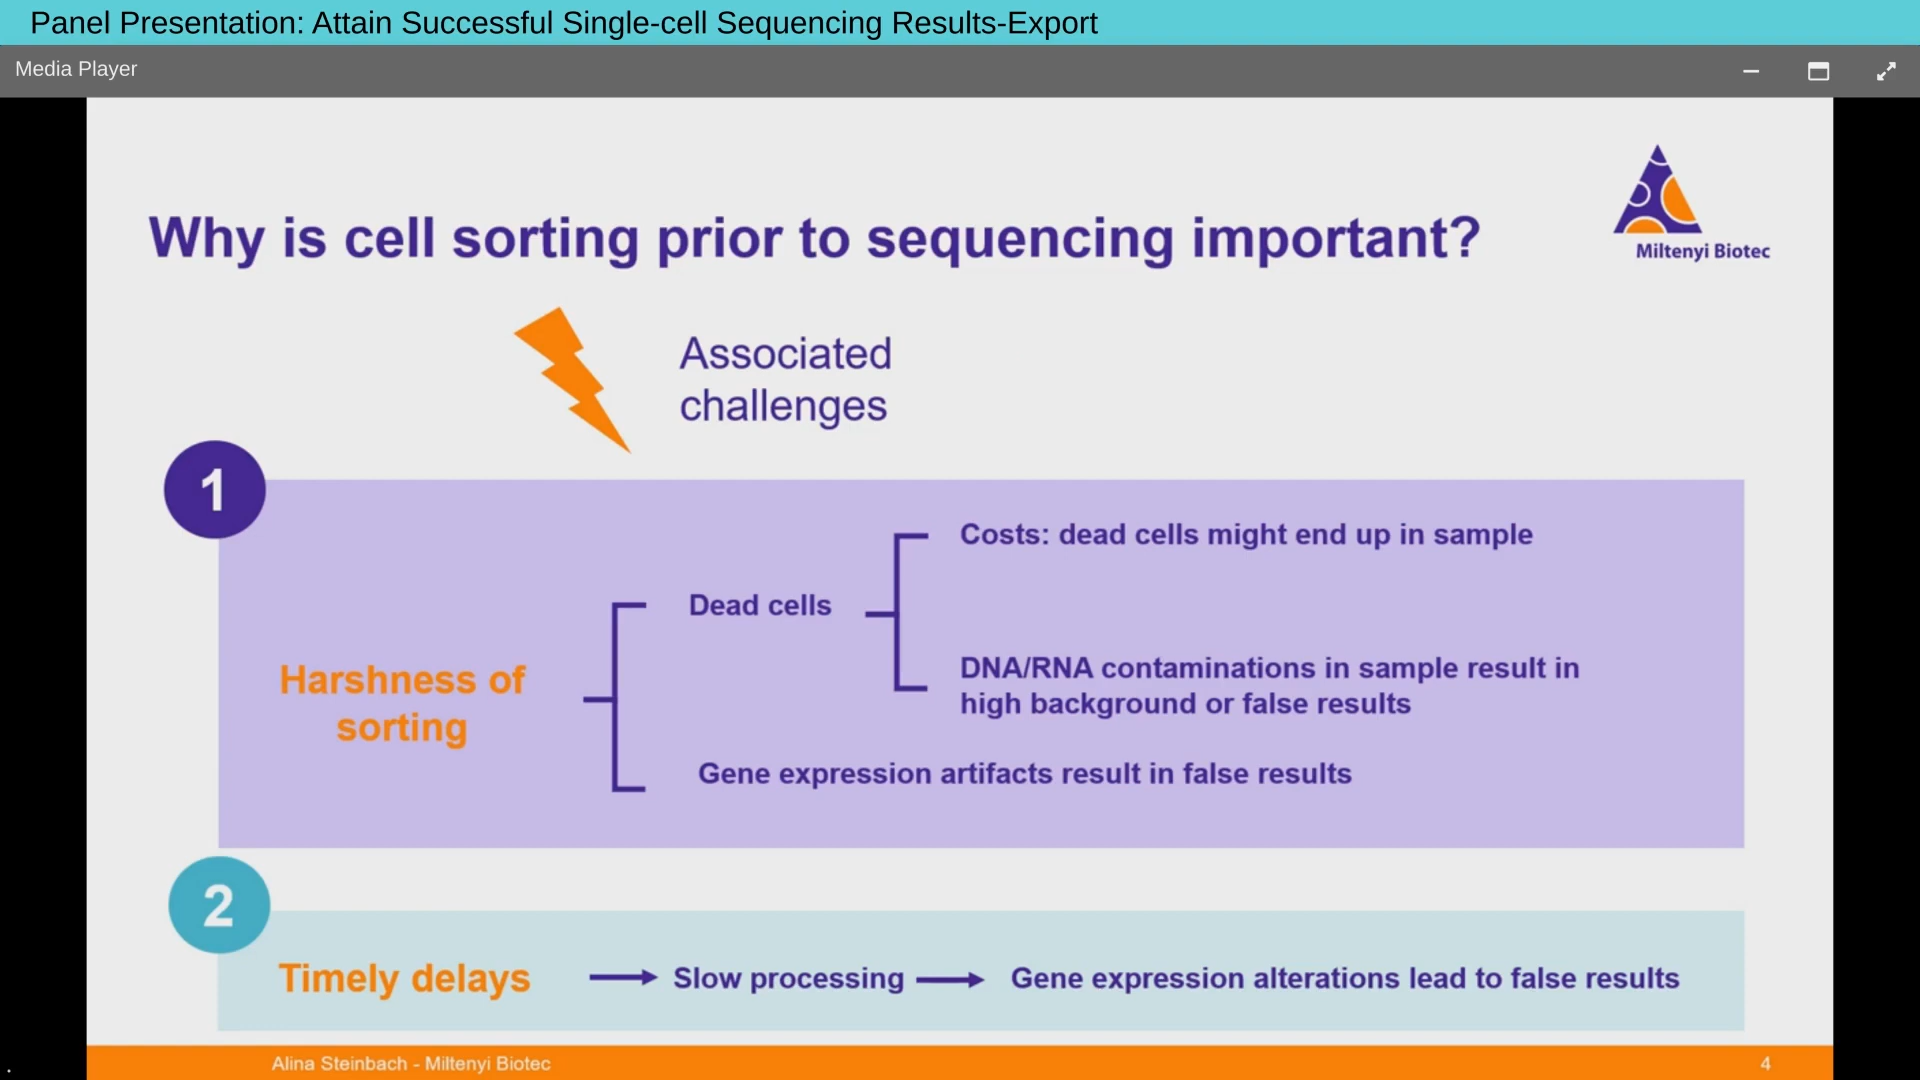 Panel Presentation: Attain Successful Single-cell Sequencing Results-Export
Media Player
Miltenyi Biotec
Why is cell sorting prior to sequencing important?
Associated
challenges
1
Costs: dead cells might end up in sample
Dead cells
DNA/RNA contaminations in sample result in
high background or false results
Harshness of
sorting
Gene expression artifacts result in false results
2
Timely delays
Slow processing
Gene expression alterations lead to false results
Alina Steinbach - Miltenyi Biotec
4